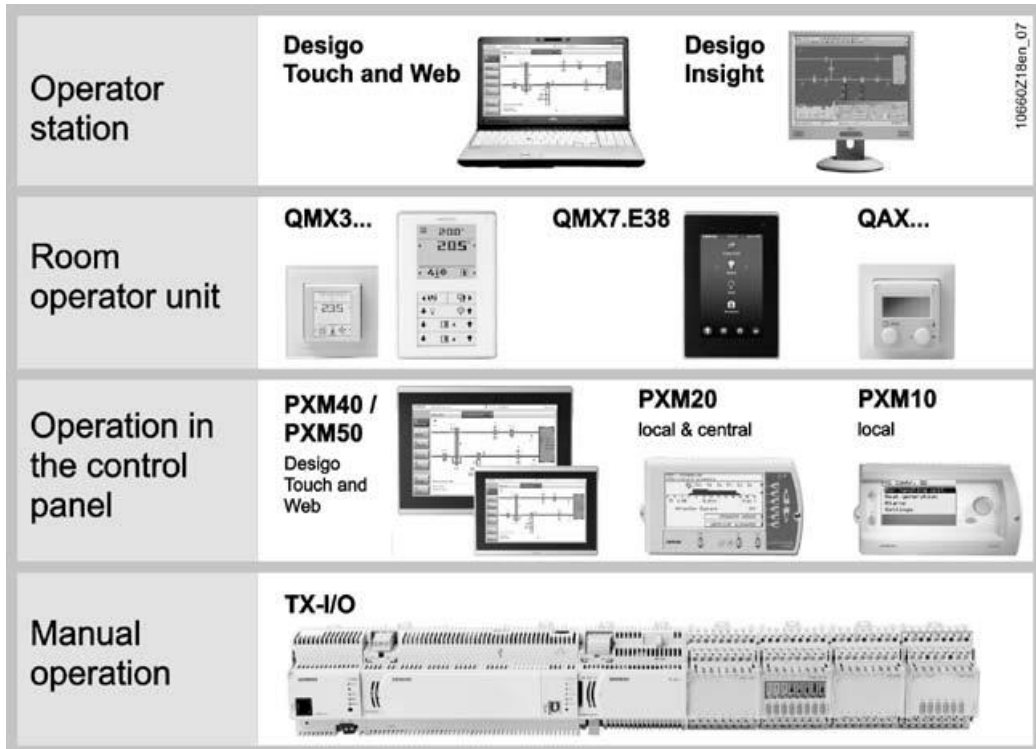 Operator
station
Desigo
Touch and Web
Desigo
Insight
10660Z18en_07
Room
operator unit
QMX3...
QMX7.E38
QAX...
Operation in
the control
panel
PXM40 /
PXM50
Desigo
Touch and
Web
PXM20
local & central
PXM10
local
Manual
operation
TX-I/O